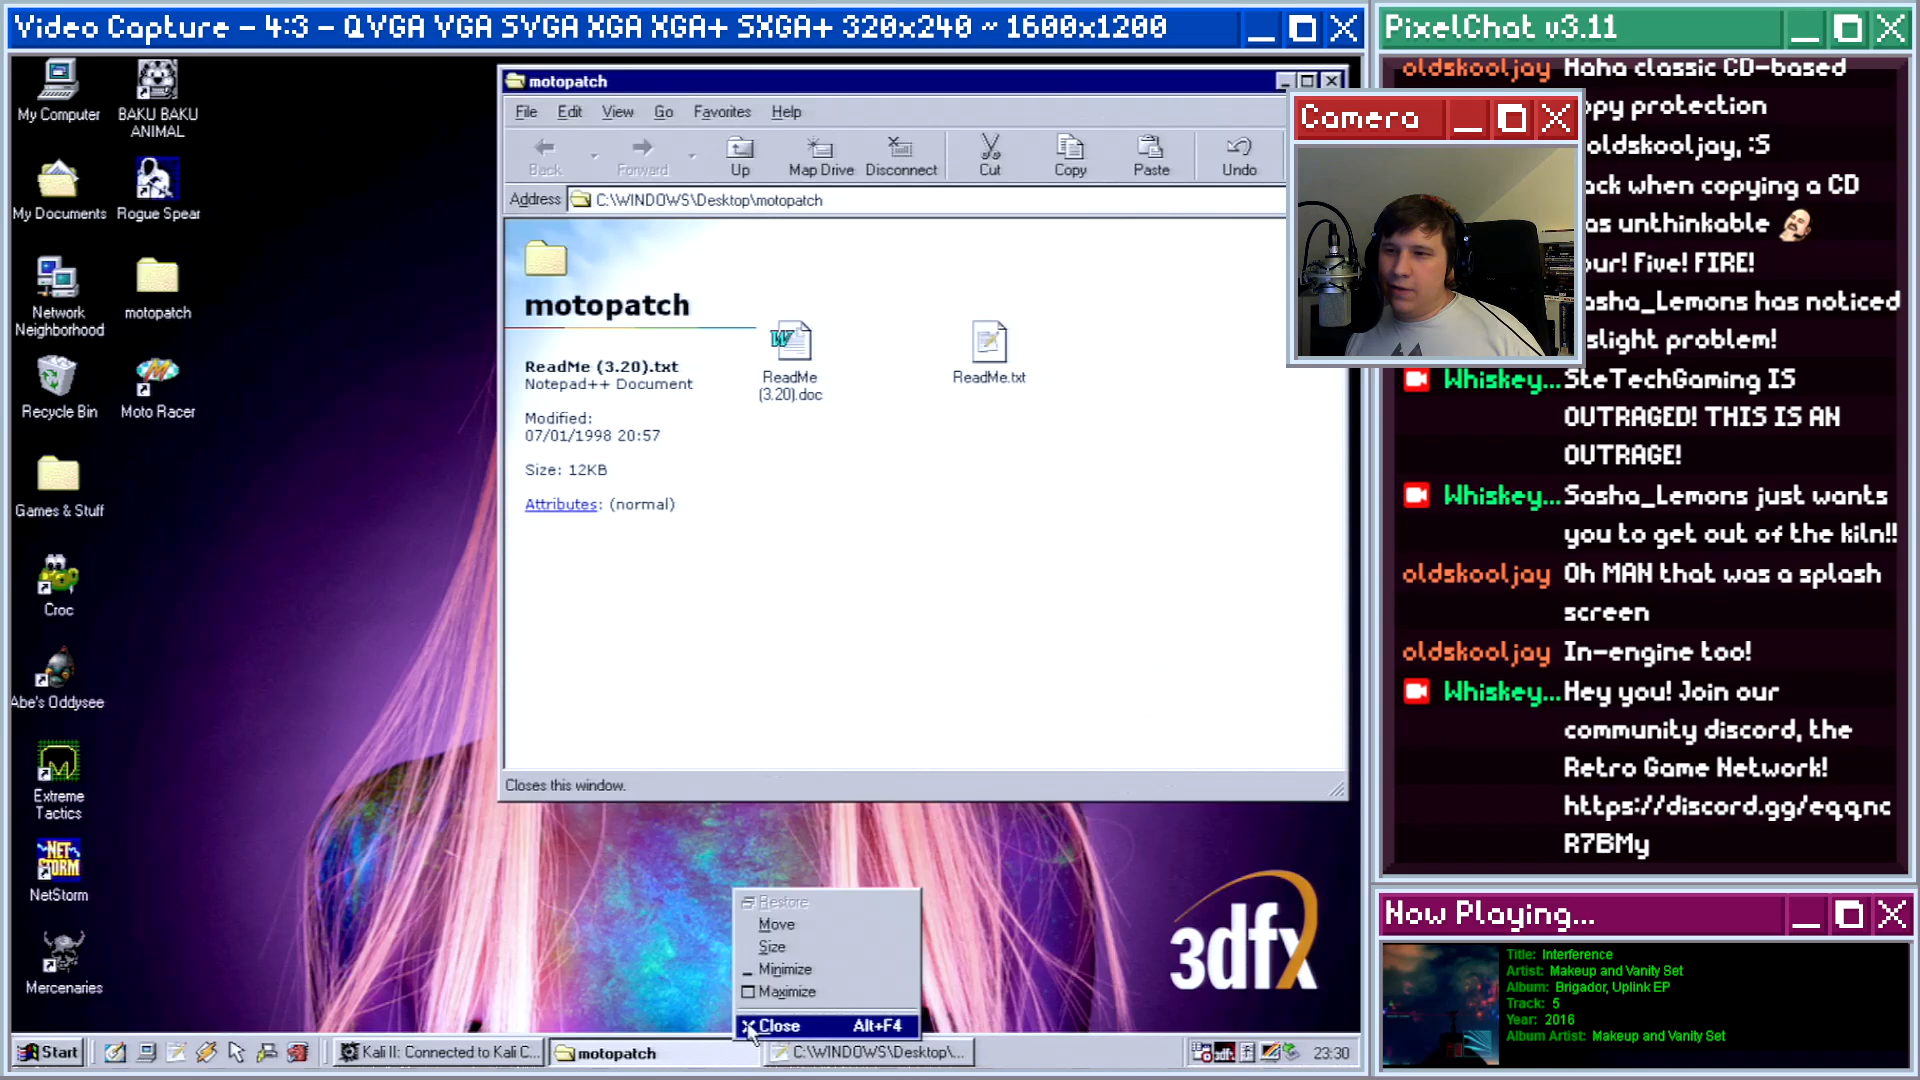 Video Capture - 4:3 - QVGA VGA SVGA XGA XGA+ SXGA+ 320x240 ~ 1600x1200
My Computer
BAKU BAKU
ANIMAL
My Documents
Rogue Spear
Network
Neighborhood
motopatch
Recycle Bin
Moto Racer
Games & Stuff
Croc
Abe's Oddysee
Extreme
Tactics
NET
STORM
NetStorm
Mercenaries
motopatch
File Edit View Go Favorites Help
Back Forward Up Map Drive Disconnect Cut Copy Paste Undo
Address C:\WINDOWS\Desktop\motopatch
motopatch
ReadMe (3.20).txt
Notepad++ Document
Modified:
07/01/1998 20:57
Size: 12KB
Attributes: (normal)
ReadMe
(3.20).doc
ReadMe.txt
Closes this window.
Restore
Move
Size
Minimize
Maximize
Close Alt+F4
3dfx
Start
Kali II: Connected to Kali C...
motopatch
C:\WINDOWS\Desktop\...
23:30
Camera
PixelChat v3.11
oldskooljay Haha classic CD-based
opy protection
oldskooljay, :S
ack when copying a CD
as unthinkable
our! Five! FIRE!
asha_Lemons has noticed
slight problem!
Whiskey... SteTechGaming IS
OUTRAGED! THIS IS AN
OUTRAGE!
Whiskey... Sasha_Lemons just wants
you to get out of the kiln!!
oldskooljay Oh MAN that was a splash
screen
oldskooljay In-engine too!
Whiskey... Hey you! Join our
community discord, the
Retro Game Network!
https://discord.gg/eqqnc
R7BMy
Now Playing...
Title: Interference
Artist: Makeup and Vanity Set
Album: Brigador, Uplink EP
Track: 5
Year: 2016
Album Artist: Makeup and Vanity Set